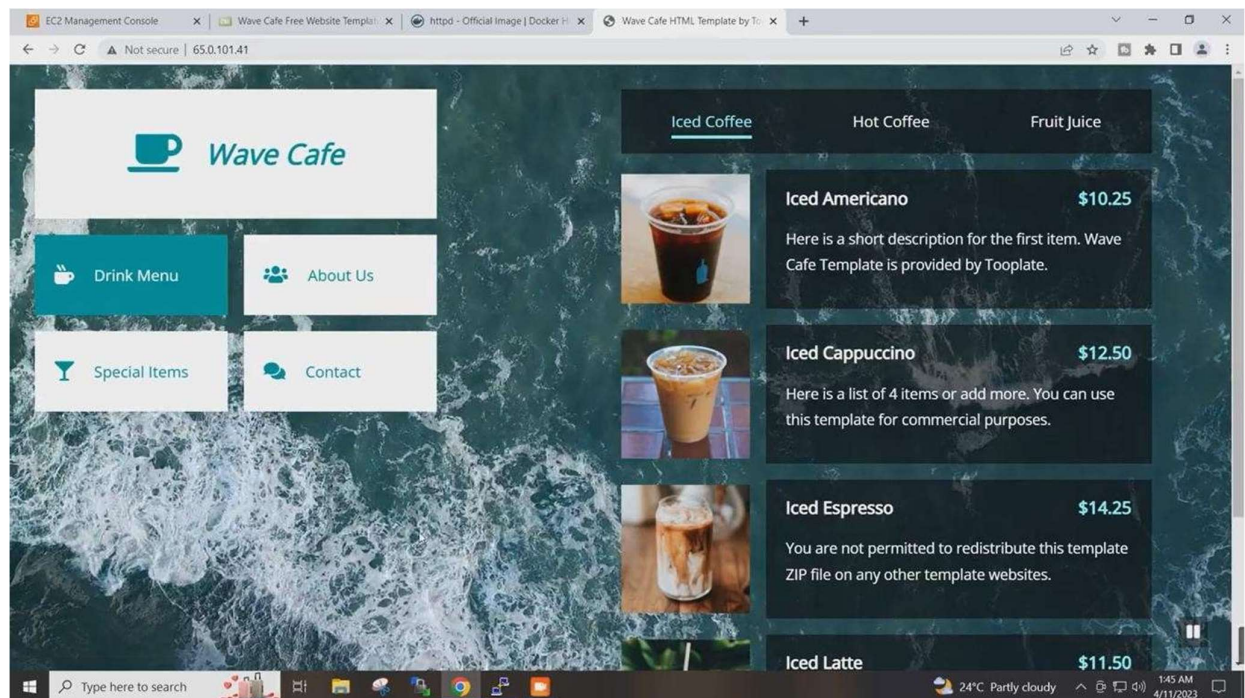 EC2 Management Console
Wave Cafe Free Website Templat
httpd - Official Image | Docker H
Wave Cafe HTML Template by To
Not secure | 65.0.101.41
Wave Cafe
Drink Menu
About Us
Special Items
Contact
Iced Coffee
Hot Coffee
Fruit Juice
Iced Americano
$10.25
Here is a short description for the first item. Wave
Cafe Template is provided by Tooplate.
Iced Cappuccino
$12.50
Here is a list of 4 items or add more. You can use
this template for commercial purposes.
Iced Espresso
$14.25
You are not permitted to redistribute this template
ZIP file on any other template websites.
Iced Latte
$11.50
Type here to search
24°C Partly cloudy
1:45 AM
4/11/2023